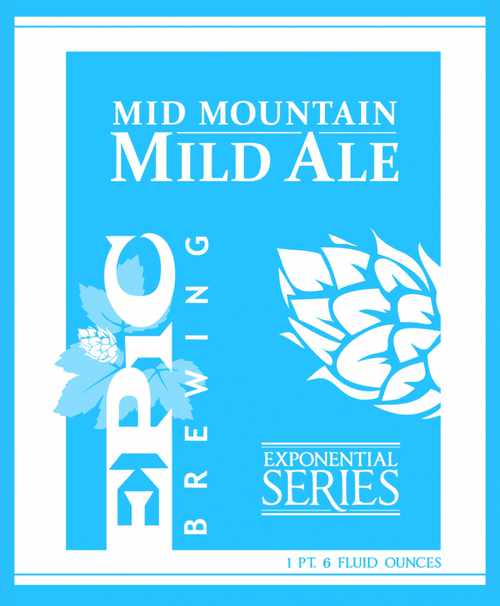 MID MOUNTAIN
MILD ALE
EPIC
BREWING
EXPONENTIAL
SERIES
1 PT. 6 FLUID OUNCES